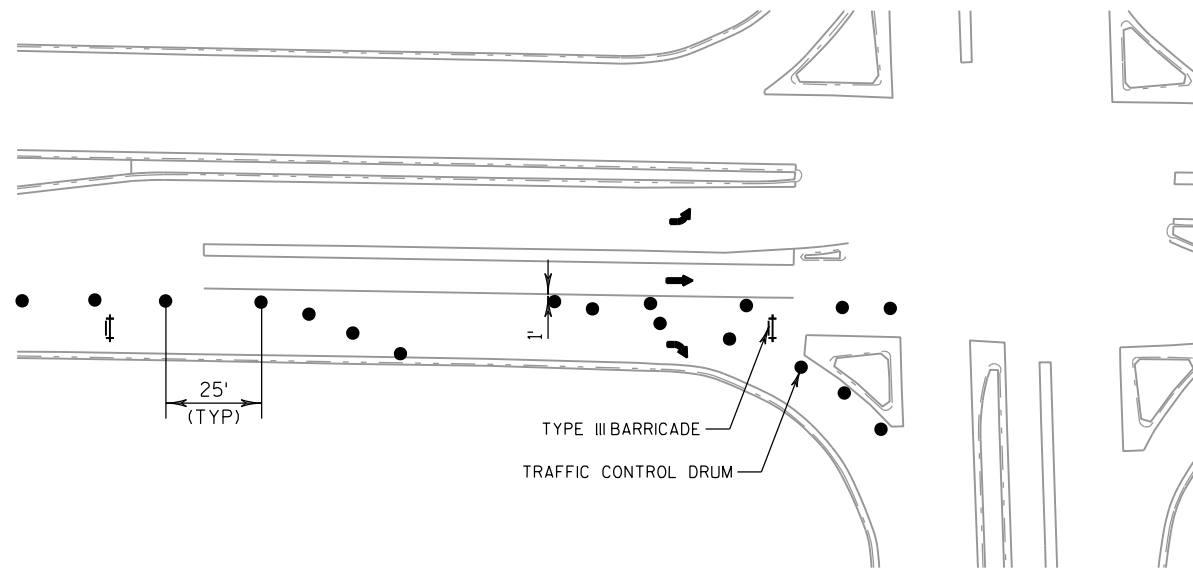 1"
25'
(TYP)
TYPE III BARRICADE
TRAFFIC CONTROL DRUM